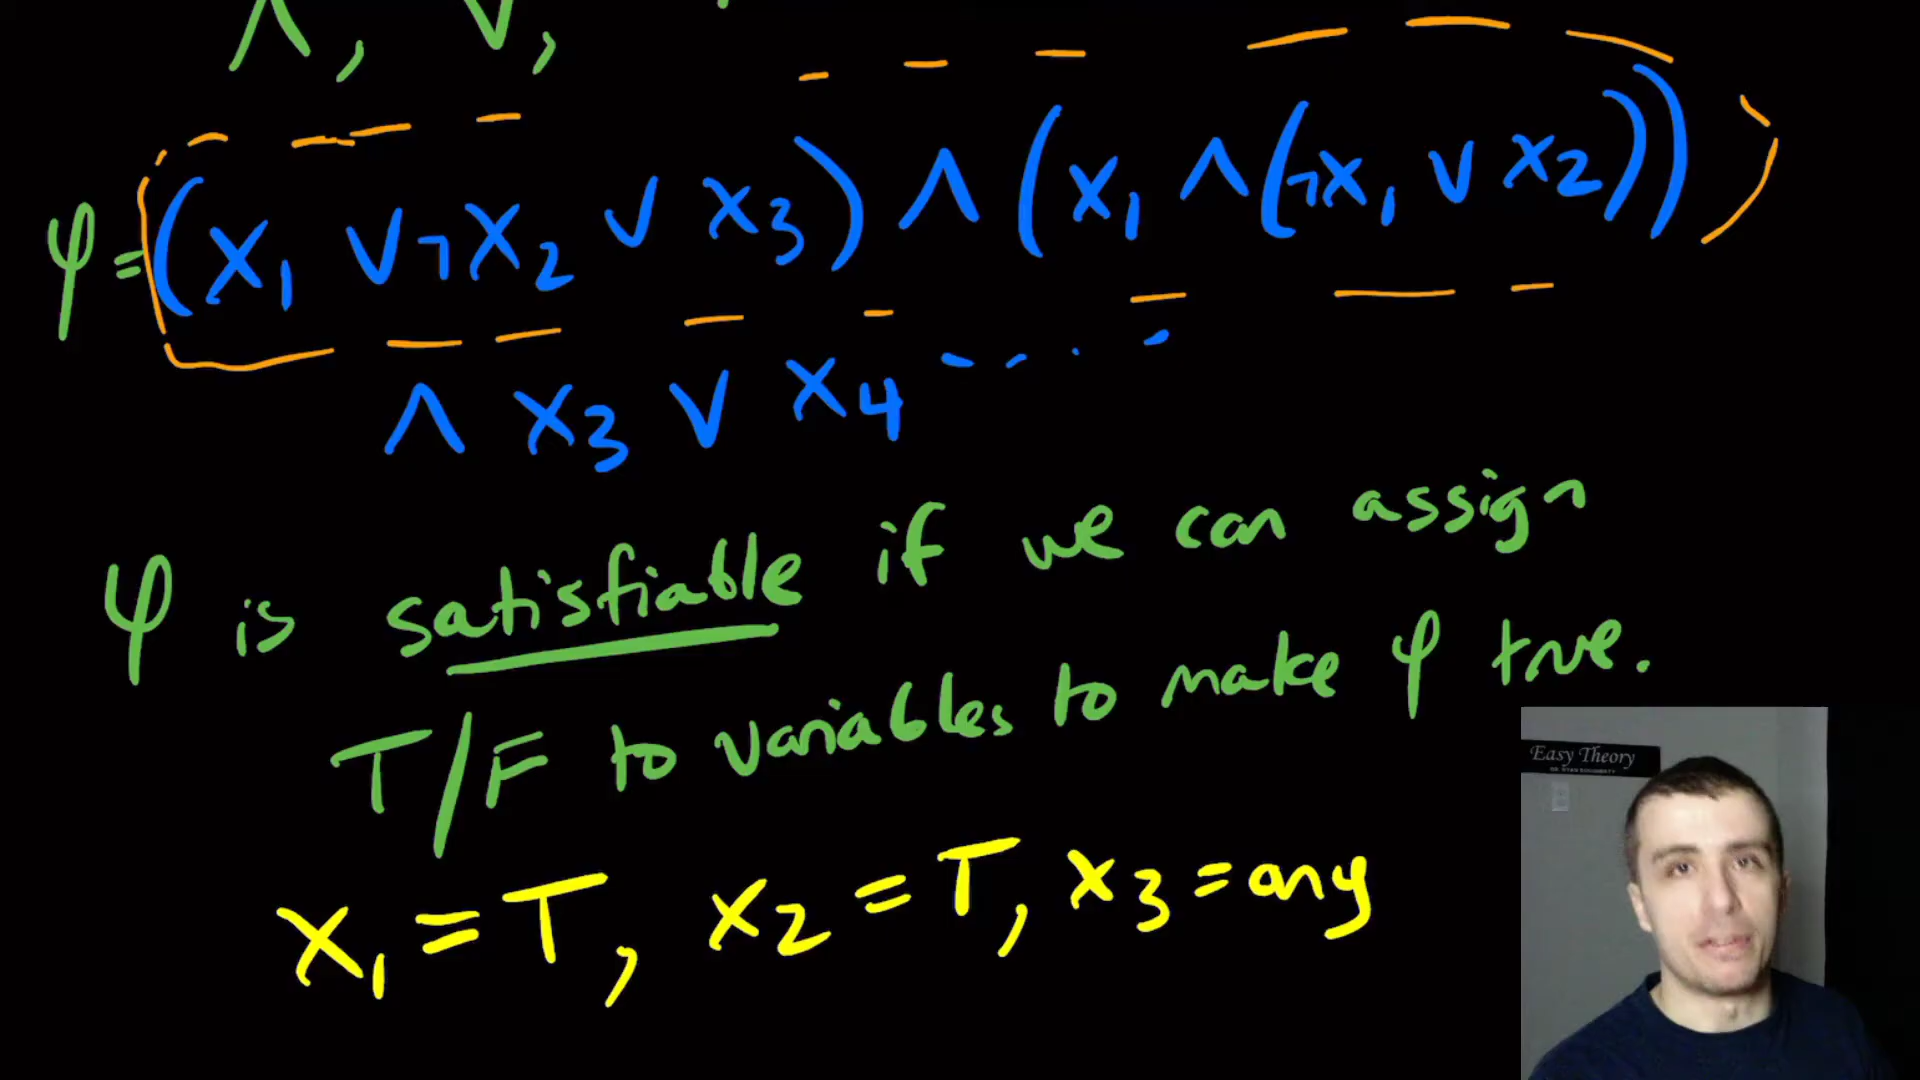 ∧, ∨,
φ = (x₁ ∨ ¬x₂ ∨ x₃) ∧ (x₁ ∧ (¬x₁ ∨ x₂))
∧ x₃ ∨ x₄ ....
φ is satisfiable if we can assign
T/F to variables to make φ true.
x₁ = T, x₂ = T, x₃ = any
Easy Theory